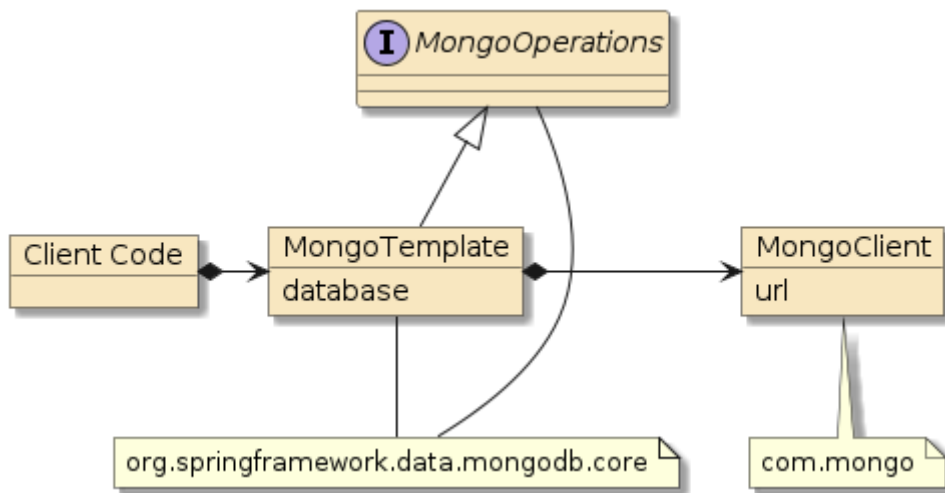 I MongoOperations
Client Code
MongoTemplate
database
MongoClient
url
org.springframework.data.mongodb.core
com.mongo